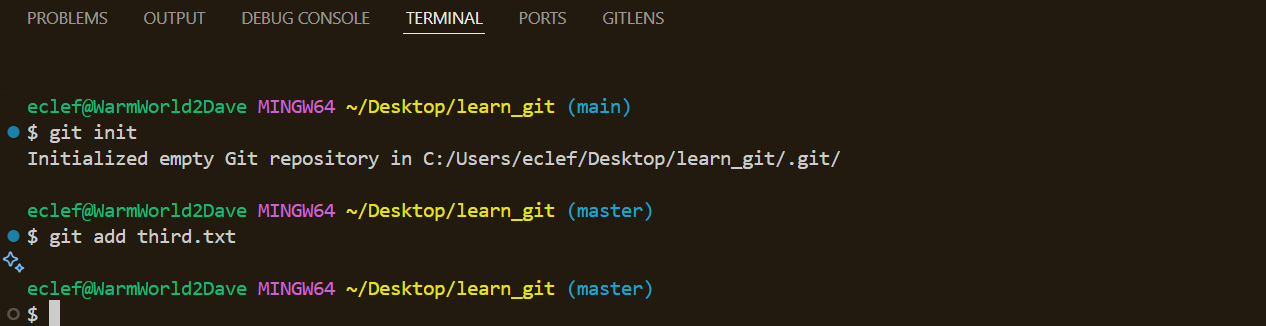 PROBLEMS OUTPUT DEBUG CONSOLE TERMINAL PORTS GITLENS
eclef@WarmWorld2Dave MINGW64 ~/Desktop/learn_git (main)
$ git init
Initialized empty Git repository in C:/Users/eclef/Desktop/learn_git/.git/
eclef@WarmWorld2Dave MINGW64 ~/Desktop/learn_git (master)
$ git add third.txt
eclef@WarmWorld2Dave MINGW64 ~/Desktop/learn_git (master)
$